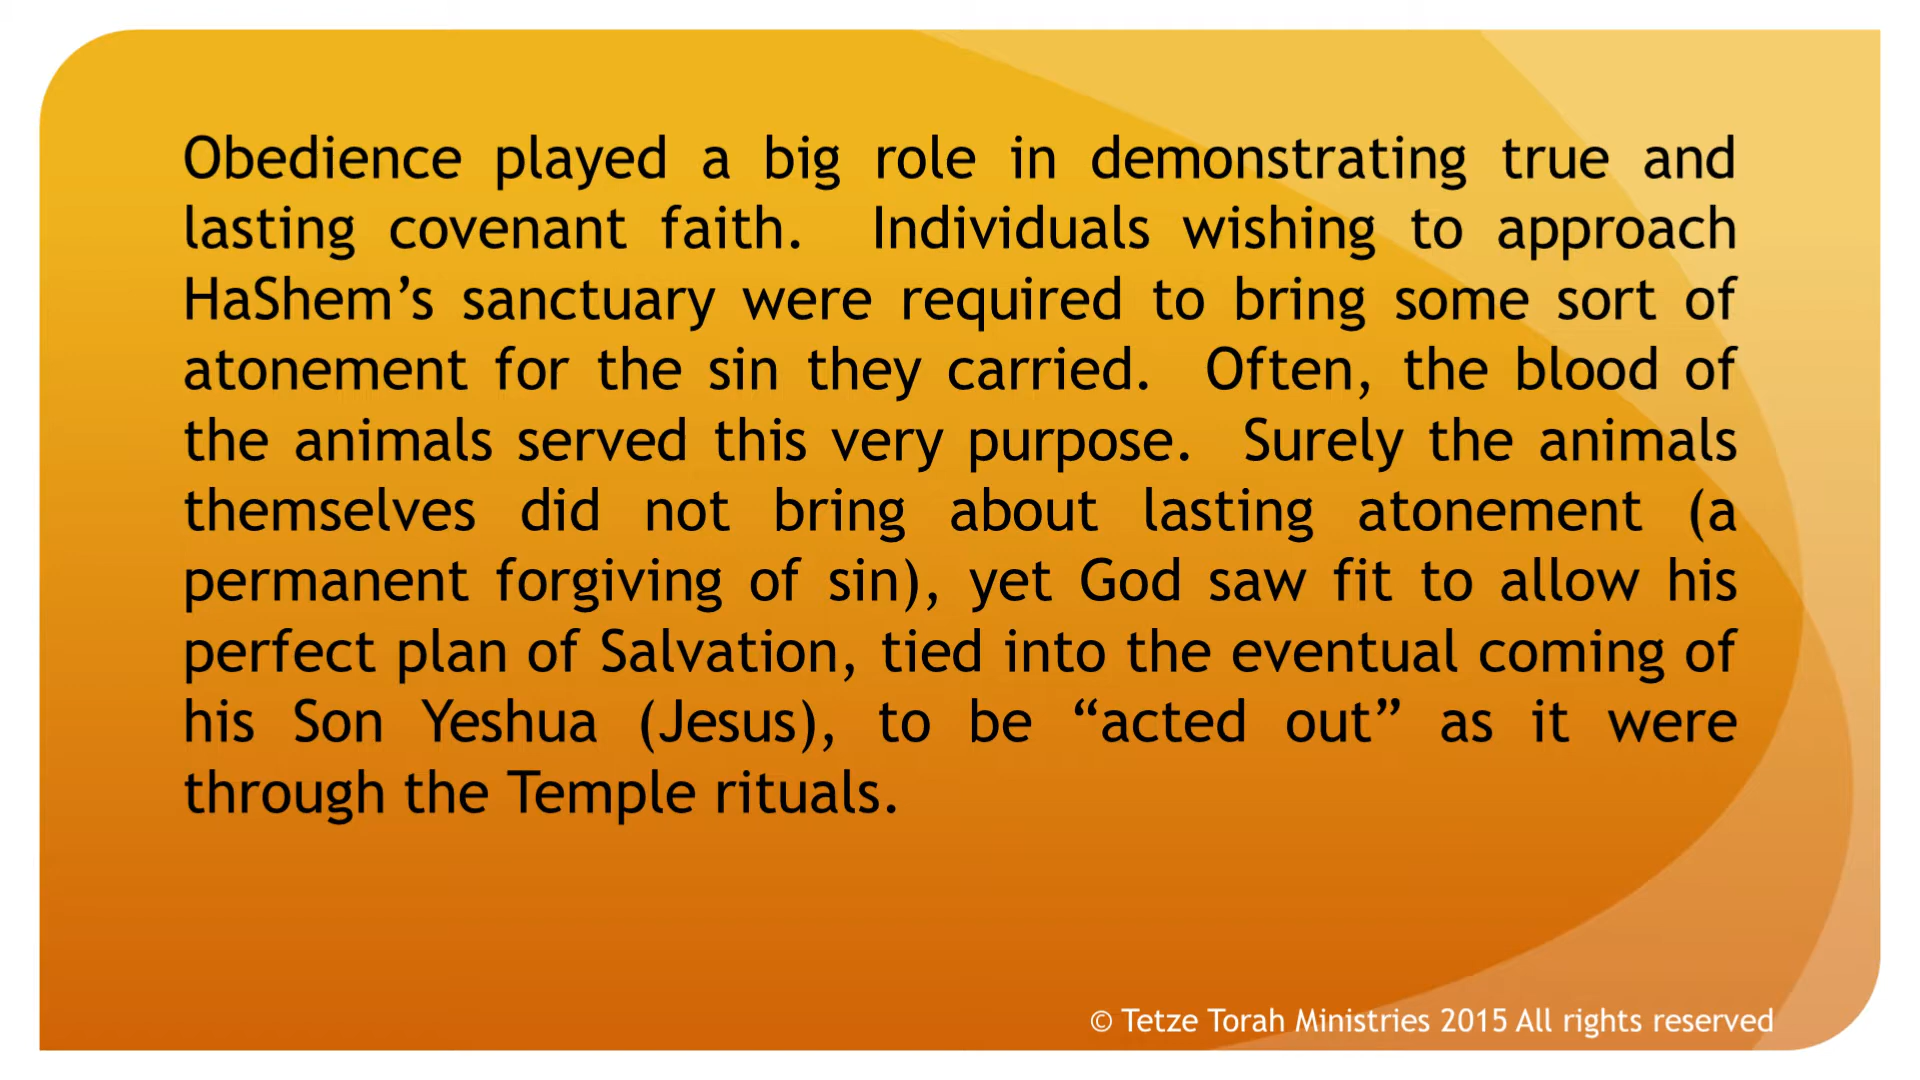 Obedience played a big role in demonstrating true and
lasting covenant faith.  Individuals wishing to approach
HaShem’s sanctuary were required to bring some sort of
atonement for the sin they carried.  Often, the blood of
the animals served this very purpose.  Surely the animals
themselves did not bring about lasting atonement (a
permanent forgiving of sin), yet God saw fit to allow his
perfect plan of Salvation, tied into the eventual coming of
his Son Yeshua (Jesus), to be “acted out” as it were
through the Temple rituals.
© Tetze Torah Ministries 2015 All rights reserved